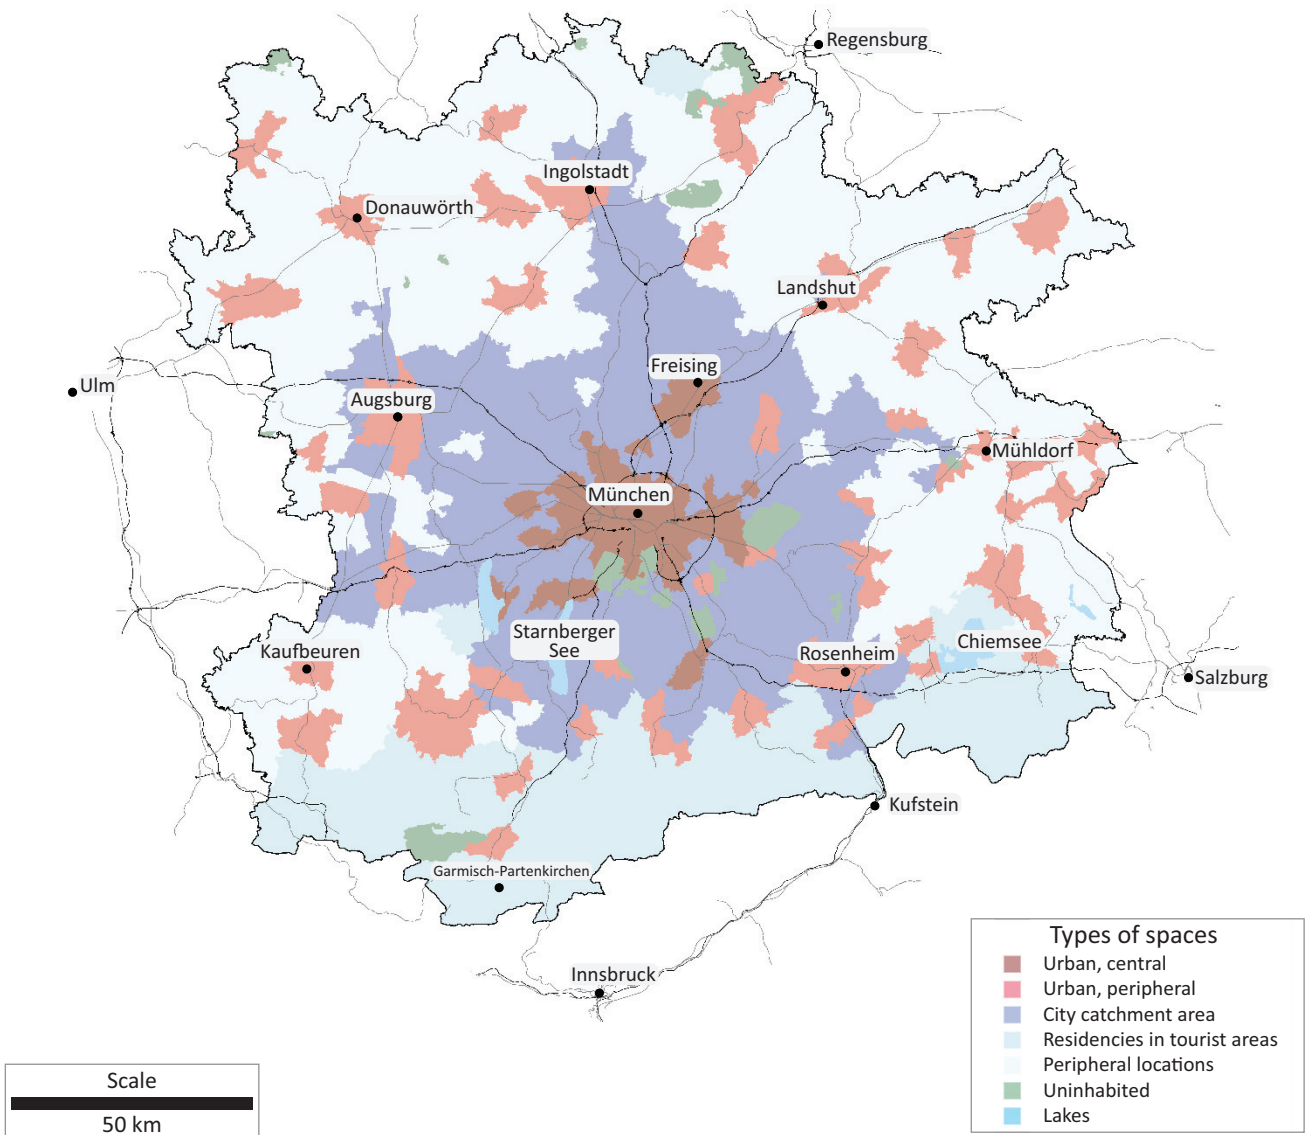 Regensburg
Ingolstadt
Donauwörth
Landshut
Freising
Ulm
Augsburg
Mühldorf
München
Starnberger
See
Chiemsee
Kaufbeuren
Rosenheim
Salzburg
Kufstein
Garmisch-Partenkirchen
Innsbruck
Types of spaces
Urban, central
Urban, peripheral
City catchment area
Residencies in tourist areas
Peripheral locations
Uninhabited
Lakes
Scale
50 km